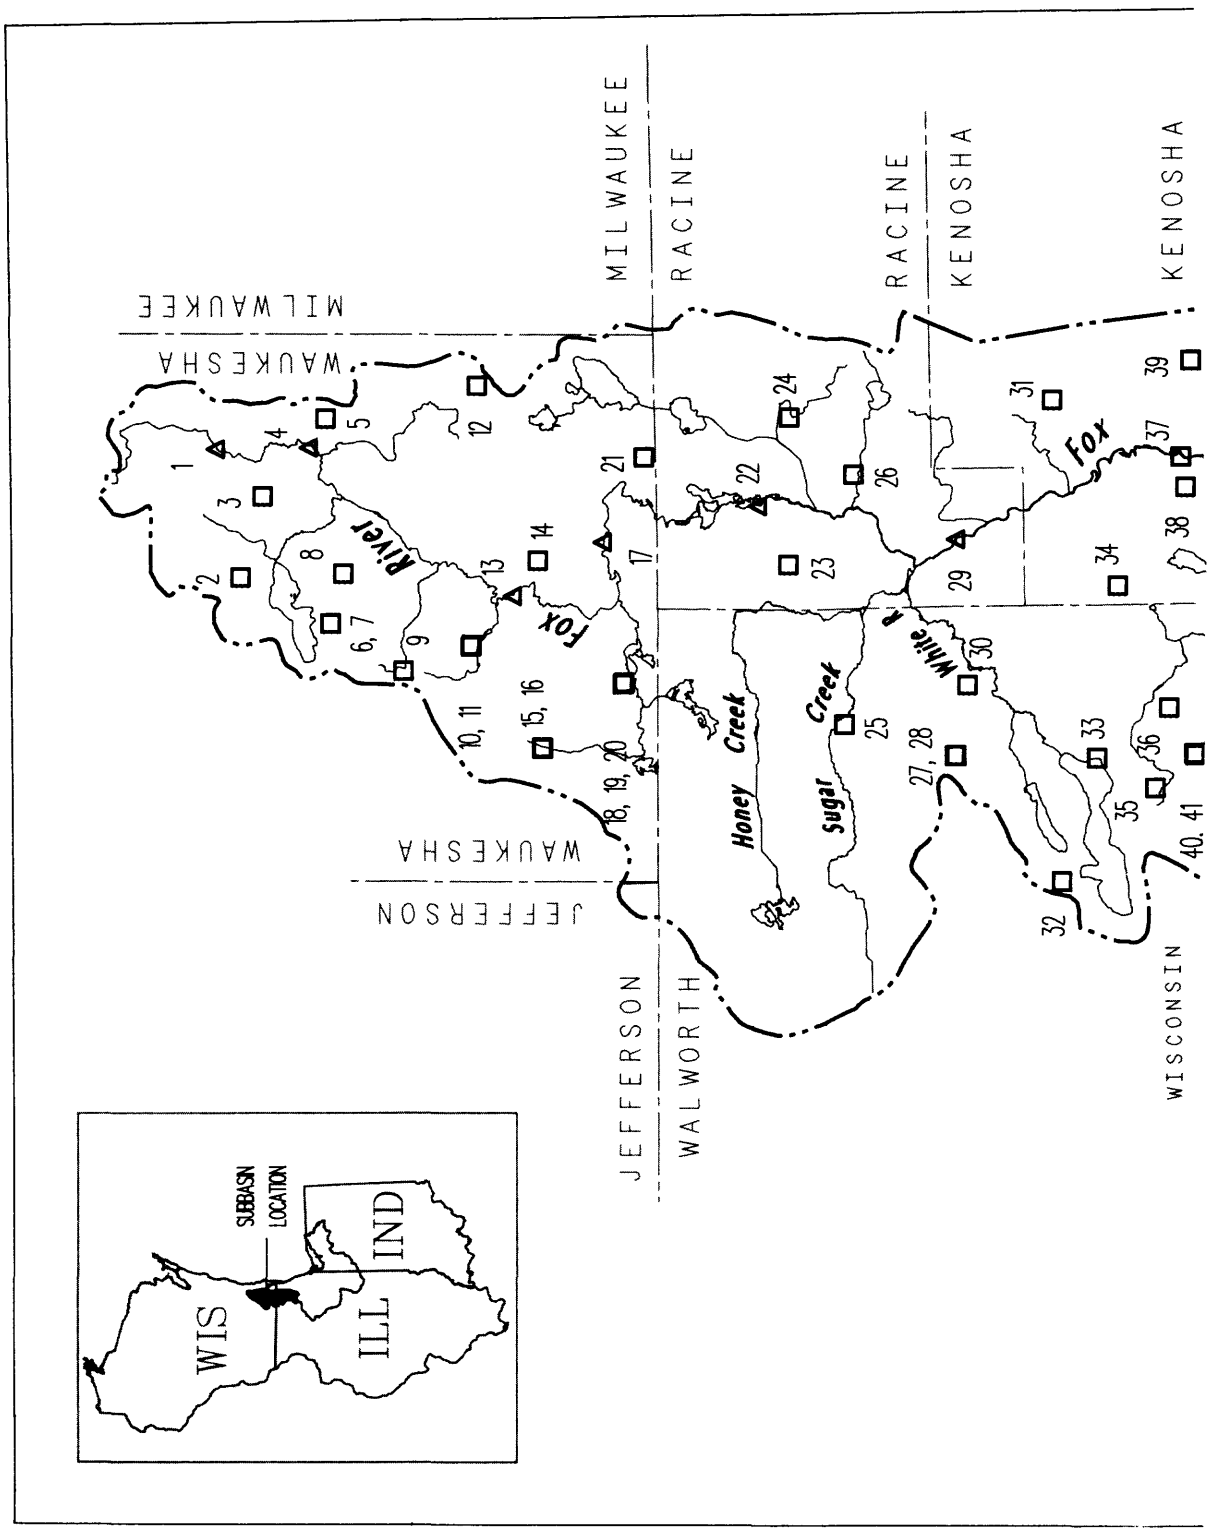 MILWAUKEE
WAUKESHA
1
2
3
4
5
6, 7
8
River
9
10, 11
12
13
14
15, 16
Fox
17
18, 19, 20
21
WAUKESHA
JEFFERSON
MILWAUKEE
RACINE
JEFFERSON
WALWORTH
22
23
24
Honey Creek
Sugar Creek
25
26
RACINE
KENOSHA
White R
27, 28
29
30
31
32
33
34
35
36
Fox
37
38
39
40, 41
KENOSHA
WISCONSIN
SUBBASIN
LOCATION
WIS
ILL
IND